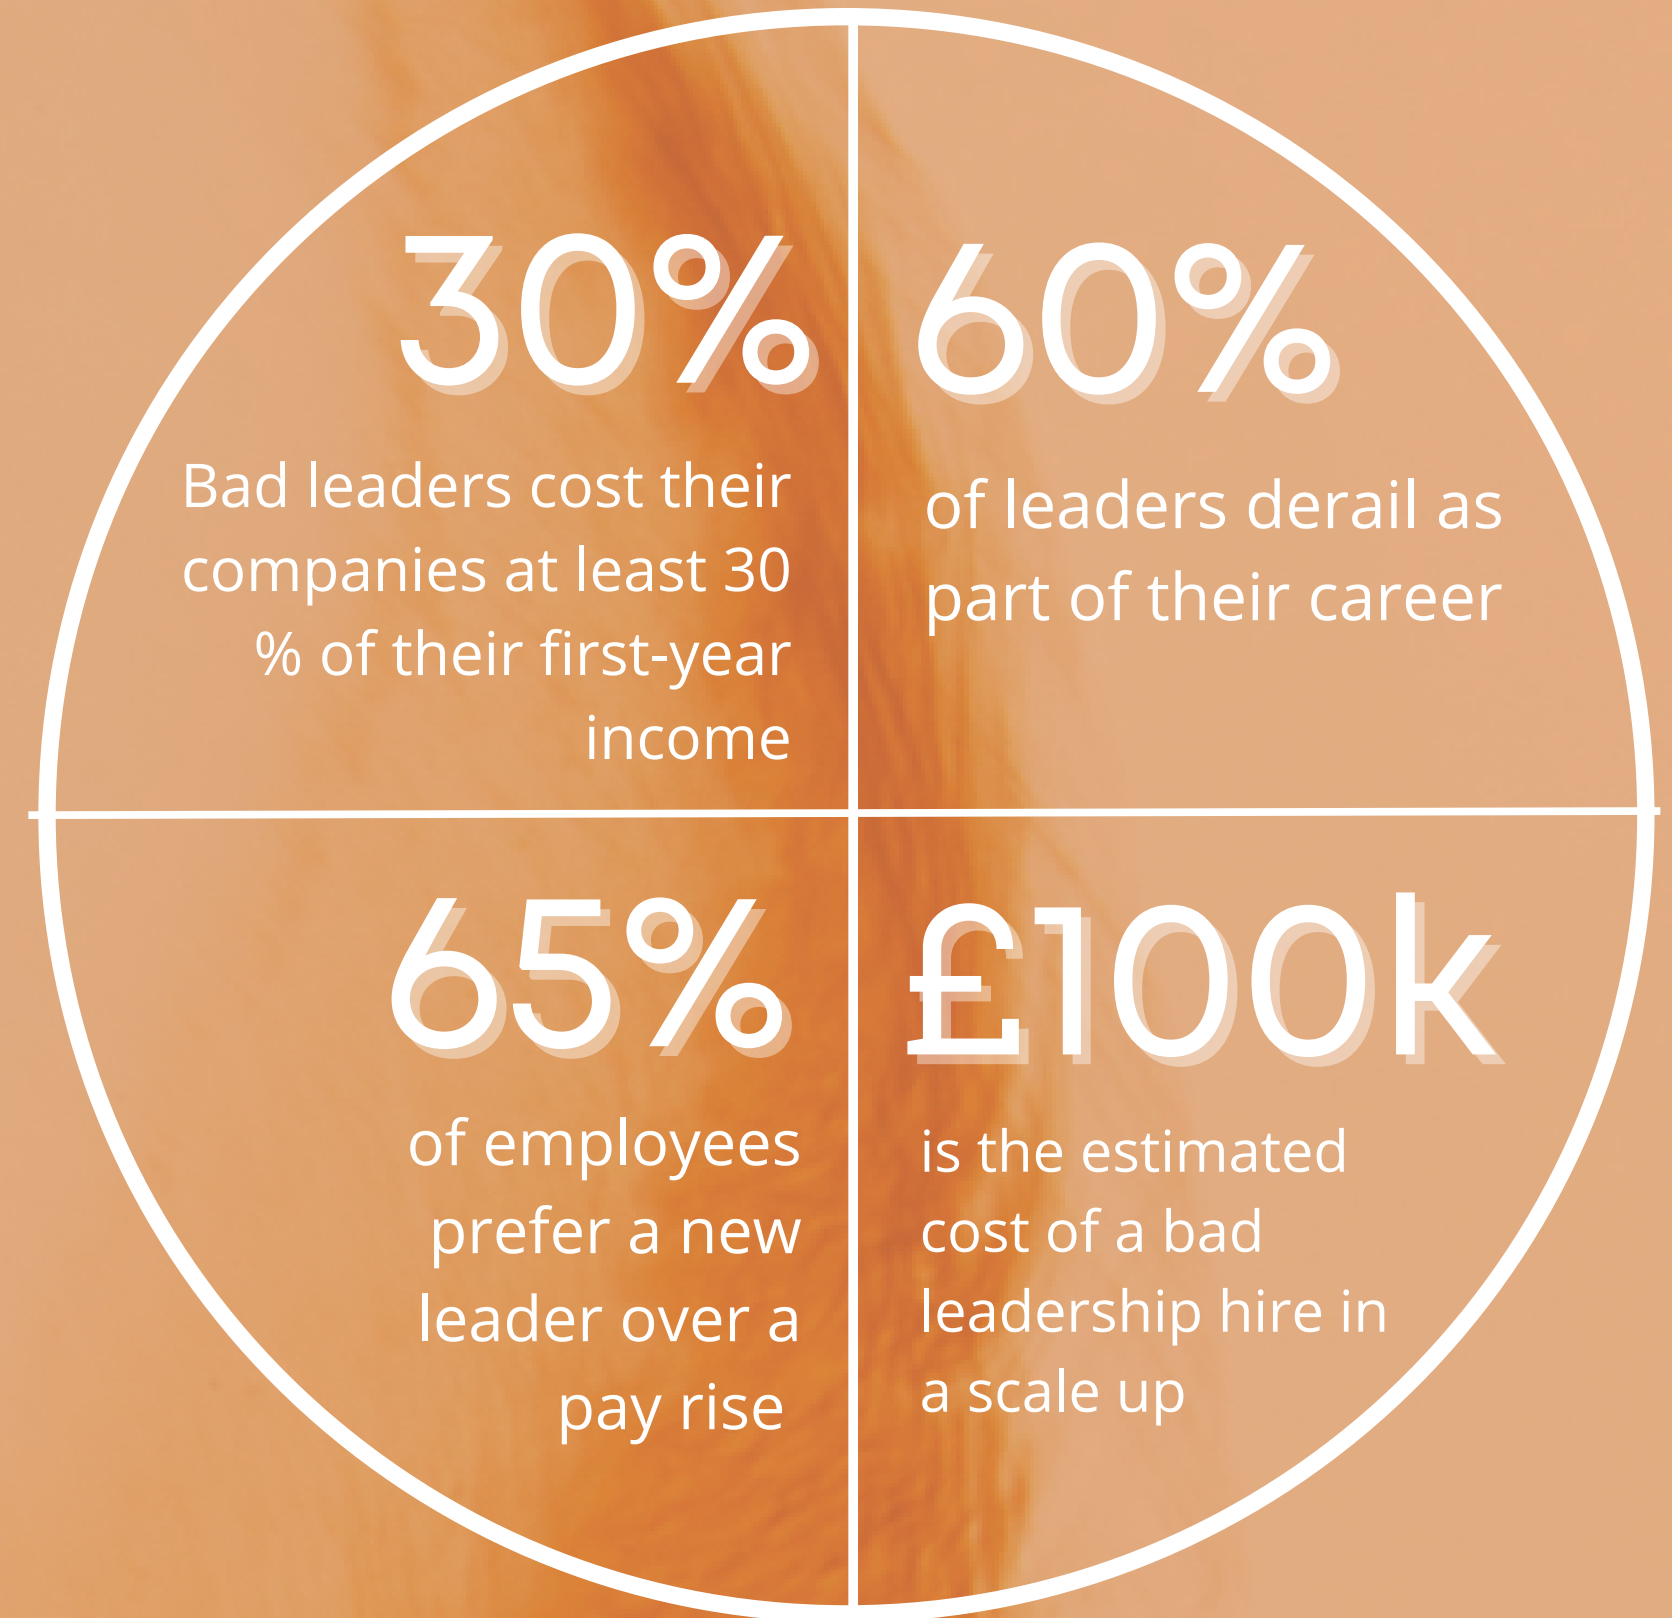 30%
Bad leaders cost their
companies at least 30
% of their first-year
income
60%
of leaders derail as
part of their career
65%
of employees
prefer a new
leader over a
pay rise
£100k
is the estimated
cost of a bad
leadership hire in
a scale up